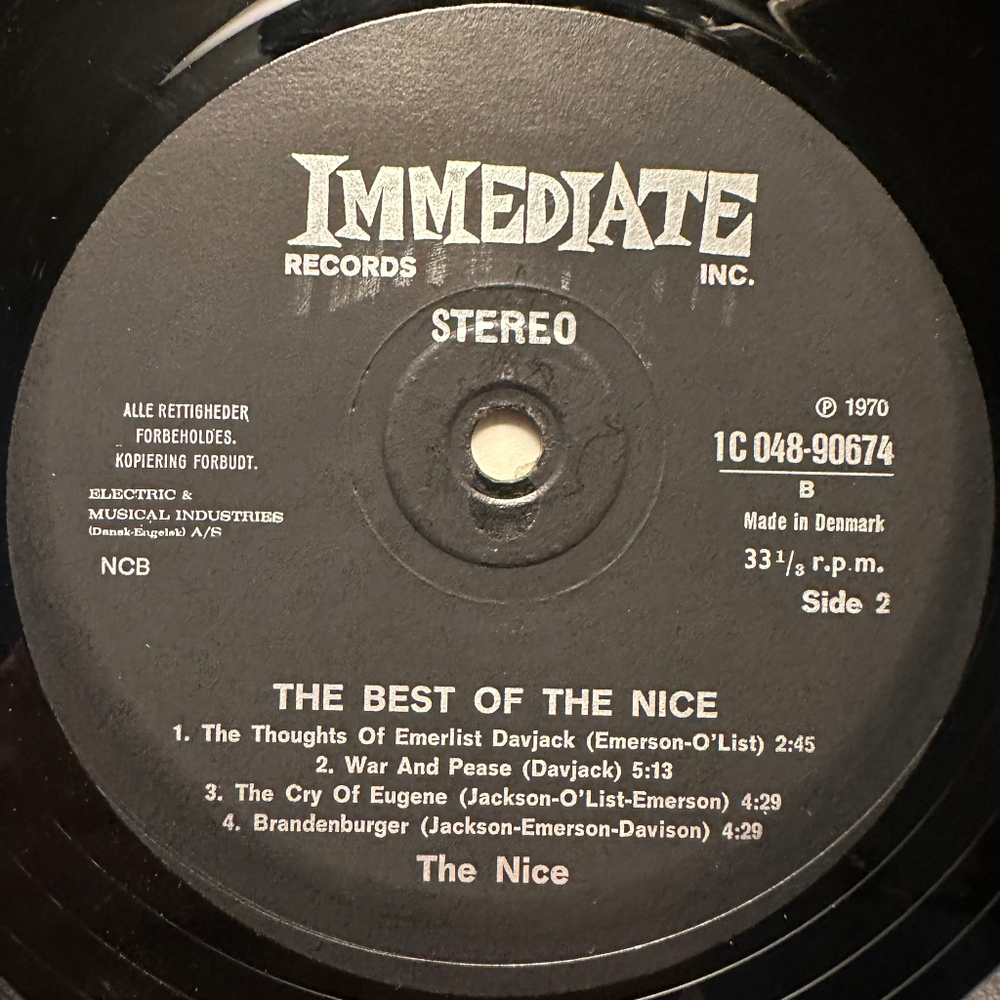 IMMEDIATE
RECORDS INC.
STEREO
ALLE RETTIGHEDER
FORBEHOLDES.
KOPIERING FORBUDT.
ELECTRIC &
MUSICAL INDUSTRIES
(Dansk-Engelsk) A/S
NCB
℗ 1970
1C 048-90674
B
Made in Denmark
33 1/3 r.p.m.
Side 2
THE BEST OF THE NICE
1. The Thoughts Of Emerlist Davjack (Emerson-O'List) 2:45
2. War And Pease (Davjack) 5:13
3. The Cry Of Eugene (Jackson-O'List-Emerson) 4:29
4. Brandenburger (Jackson-Emerson-Davison) 4:29
The Nice